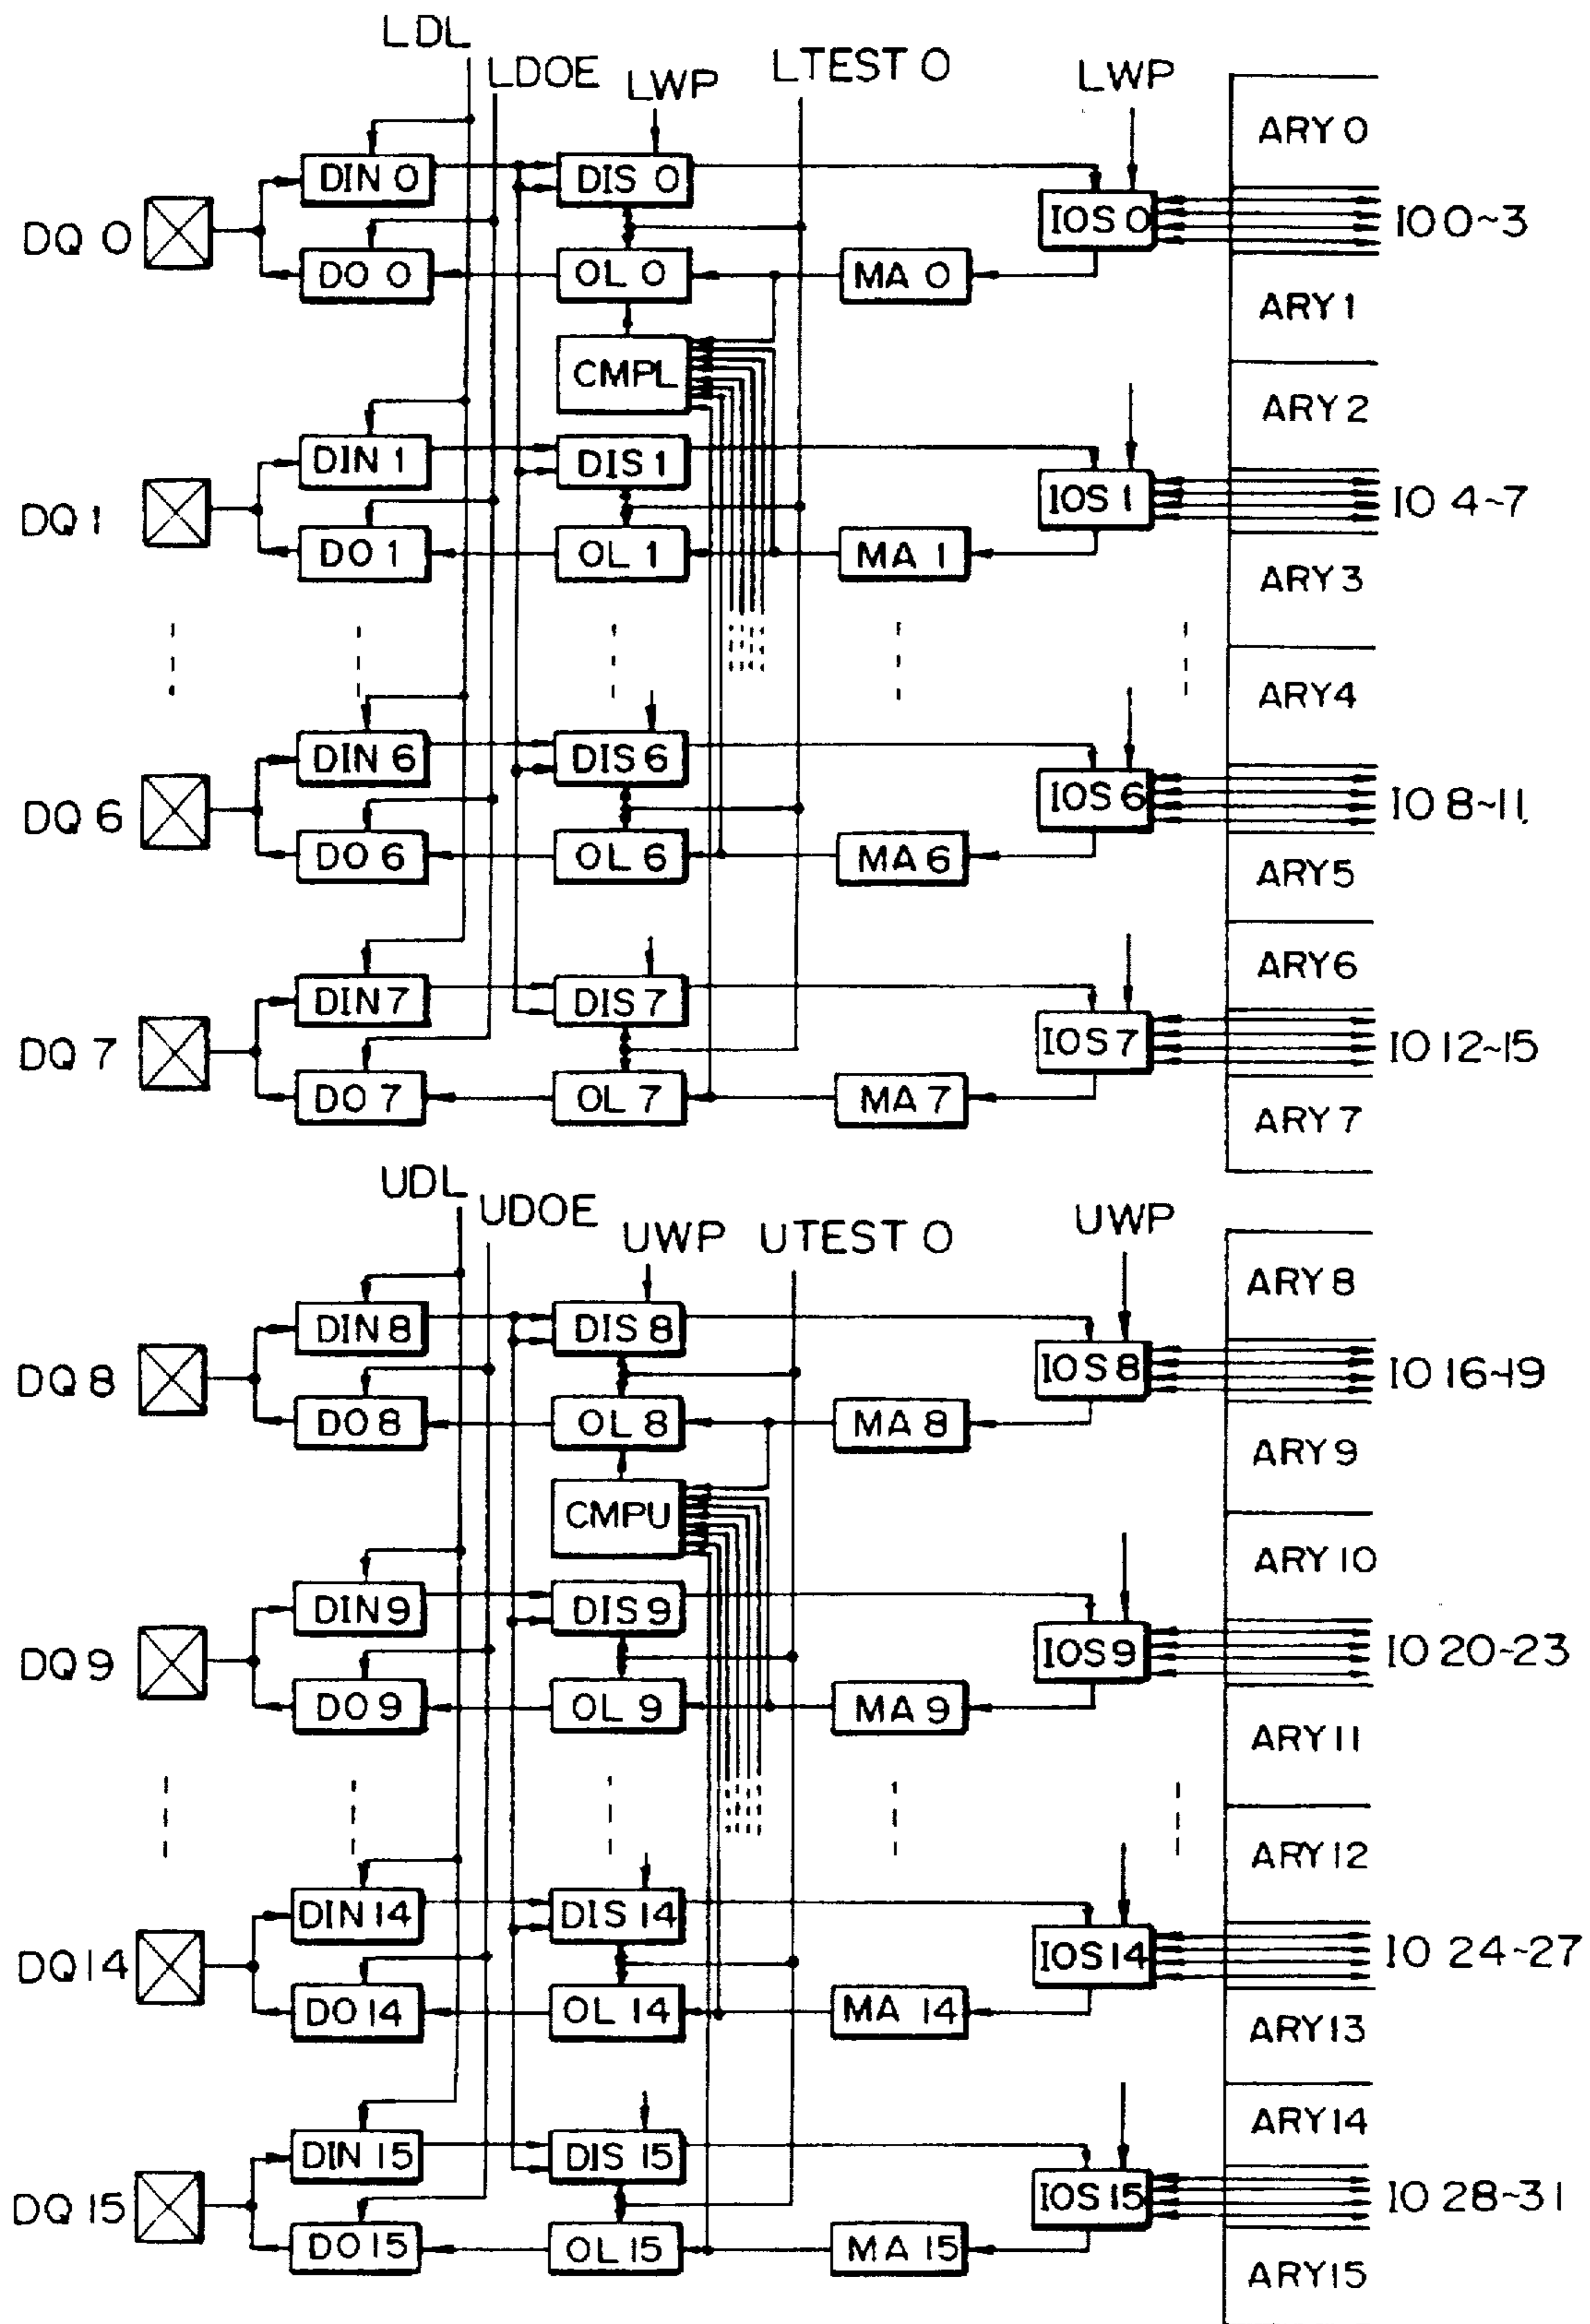 LDL
LDOE
LWP
LTEST 0
LWP
ARY 0
DIN 0
DIS 0
DQ 0
IOS 0
IO 0~3
DO 0
OL 0
MA 0
ARY 1
CMPL
ARY 2
DIN 1
DIS 1
DQ 1
IOS 1
IO 4~7
DO 1
OL 1
MA 1
ARY 3
ARY4
DIN 6
DIS 6
DQ 6
IOS 6
IO 8~11
DO 6
OL 6
MA 6
ARY5
ARY6
DIN7
DIS 7
DQ 7
IOS 7
IO 12~15
DO 7
OL 7
MA 7
ARY 7
UDL
UDOE
UWP
UTEST 0
UWP
ARY 8
DIN 8
DIS 8
DQ 8
IOS 8
IO 16~19
DO 8
OL 8
MA 8
ARY 9
CMPU
ARY 10
DIN 9
DIS 9
DQ 9
IOS 9
IO 20~23
DO 9
OL 9
MA 9
ARY 11
ARY 12
DIN 14
DIS 14
DQ 14
IOS 14
IO 24~27
DO 14
OL 14
MA 14
ARY 13
ARY 14
DIN 15
DIS 15
DQ 15
IOS 15
IO 28~31
DO 15
OL 15
MA 15
ARY 15